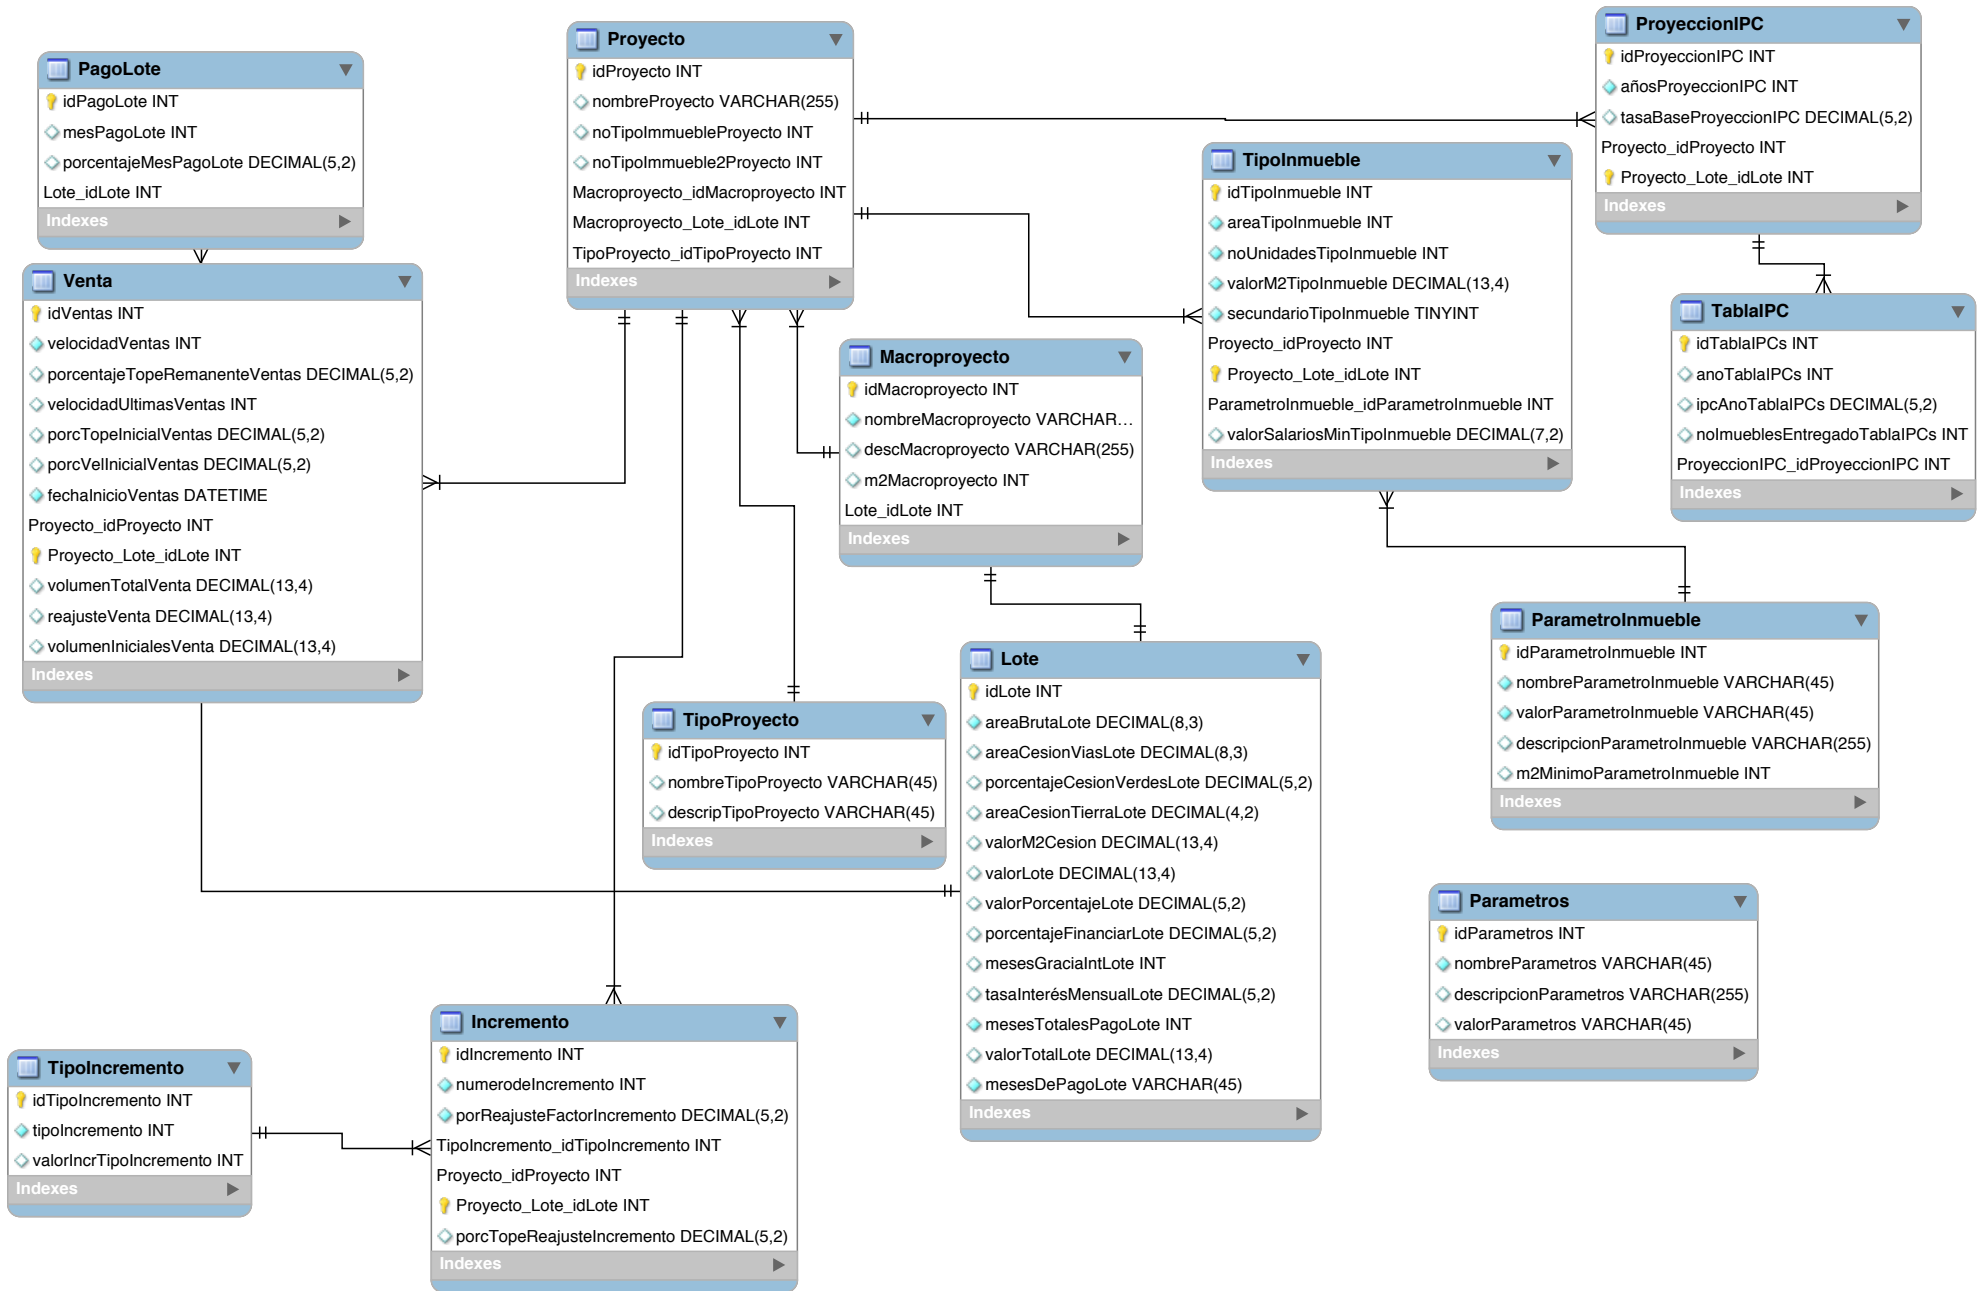 PagoLote
idPagoLote INT
mesPagoLote INT
porcentajeMesPagoLote DECIMAL(5,2)
Lote_idLote INT
Indexes
Venta
idVentas INT
velocidadVentas INT
porcentajeTopeRemanenteVentas DECIMAL(5,2)
velocidadUltimasVentas INT
porcTopeInicialVentas DECIMAL(5,2)
porcVelInicialVentas DECIMAL(5,2)
fechaInicioVentas DATETIME
Proyecto_idProyecto INT
Proyecto_Lote_idLote INT
volumenTotalVenta DECIMAL(13,4)
reajusteVenta DECIMAL(13,4)
volumenInicialesVenta DECIMAL(13,4)
Indexes
Proyecto
idProyecto INT
nombreProyecto VARCHAR(255)
noTipoImmuebleProyecto INT
noTipoImmueble2Proyecto INT
Macroproyecto_idMacroproyecto INT
Macroproyecto_Lote_idLote INT
TipoProyecto_idTipoProyecto INT
Indexes
Macroproyecto
idMacroproyecto INT
nombreMacroproyecto VARCHAR...
descMacroproyecto VARCHAR(255)
m2Macroproyecto INT
Lote_idLote INT
Indexes
TipoInmueble
idTipoInmueble INT
areaTipoInmueble INT
noUnidadesTipoInmueble INT
valorM2TipoInmueble DECIMAL(13,4)
secundarioTipoInmueble TINYINT
Proyecto_idProyecto INT
Proyecto_Lote_idLote INT
ParametroInmueble_idParametroInmueble INT
valorSalariosMinTipoInmueble DECIMAL(7,2)
Indexes
ProyeccionIPC
idProyeccionIPC INT
añosProyeccionIPC INT
tasaBaseProyeccionIPC DECIMAL(5,2)
Proyecto_idProyecto INT
Proyecto_Lote_idLote INT
Indexes
TablaIPC
idTablaIPCs INT
anoTablaIPCs INT
ipcAnoTablaIPCs DECIMAL(5,2)
noImueblesEntregadoTablaIPCs INT
ProyeccionIPC_idProyeccionIPC INT
Indexes
ParametroInmueble
idParametroInmueble INT
nombreParametroInmueble VARCHAR(45)
valorParametroInmueble VARCHAR(45)
descripcionParametroInmueble VARCHAR(255)
m2MinimoParametroInmueble INT
Indexes
TipoProyecto
idTipoProyecto INT
nombreTipoProyecto VARCHAR(45)
descripTipoProyecto VARCHAR(45)
Indexes
Lote
idLote INT
areaBrutaLote DECIMAL(8,3)
areaCesionViasLote DECIMAL(8,3)
porcentajeCesionVerdesLote DECIMAL(5,2)
areaCesionTierraLote DECIMAL(4,2)
valorM2Cesion DECIMAL(13,4)
valorLote DECIMAL(13,4)
valorPorcentajeLote DECIMAL(5,2)
porcentajeFinanciarLote DECIMAL(5,2)
mesesGraciaIntLote INT
tasaInterésMensualLote DECIMAL(5,2)
mesesTotalesPagoLote INT
valorTotalLote DECIMAL(13,4)
mesesDePagoLote VARCHAR(45)
Indexes
Parametros
idParametros INT
nombreParametros VARCHAR(45)
descripcionParametros VARCHAR(255)
valorParametros VARCHAR(45)
Indexes
TipoIncremento
idTipoIncremento INT
tipoIncremento INT
valorIncrTipoIncremento INT
Indexes
Incremento
idIncremento INT
numerodeIncremento INT
porReajusteFactorIncremento DECIMAL(5,2)
TipoIncremento_idTipoIncremento INT
Proyecto_idProyecto INT
Proyecto_Lote_idLote INT
porcTopeReajusteIncremento DECIMAL(5,2)
Indexes